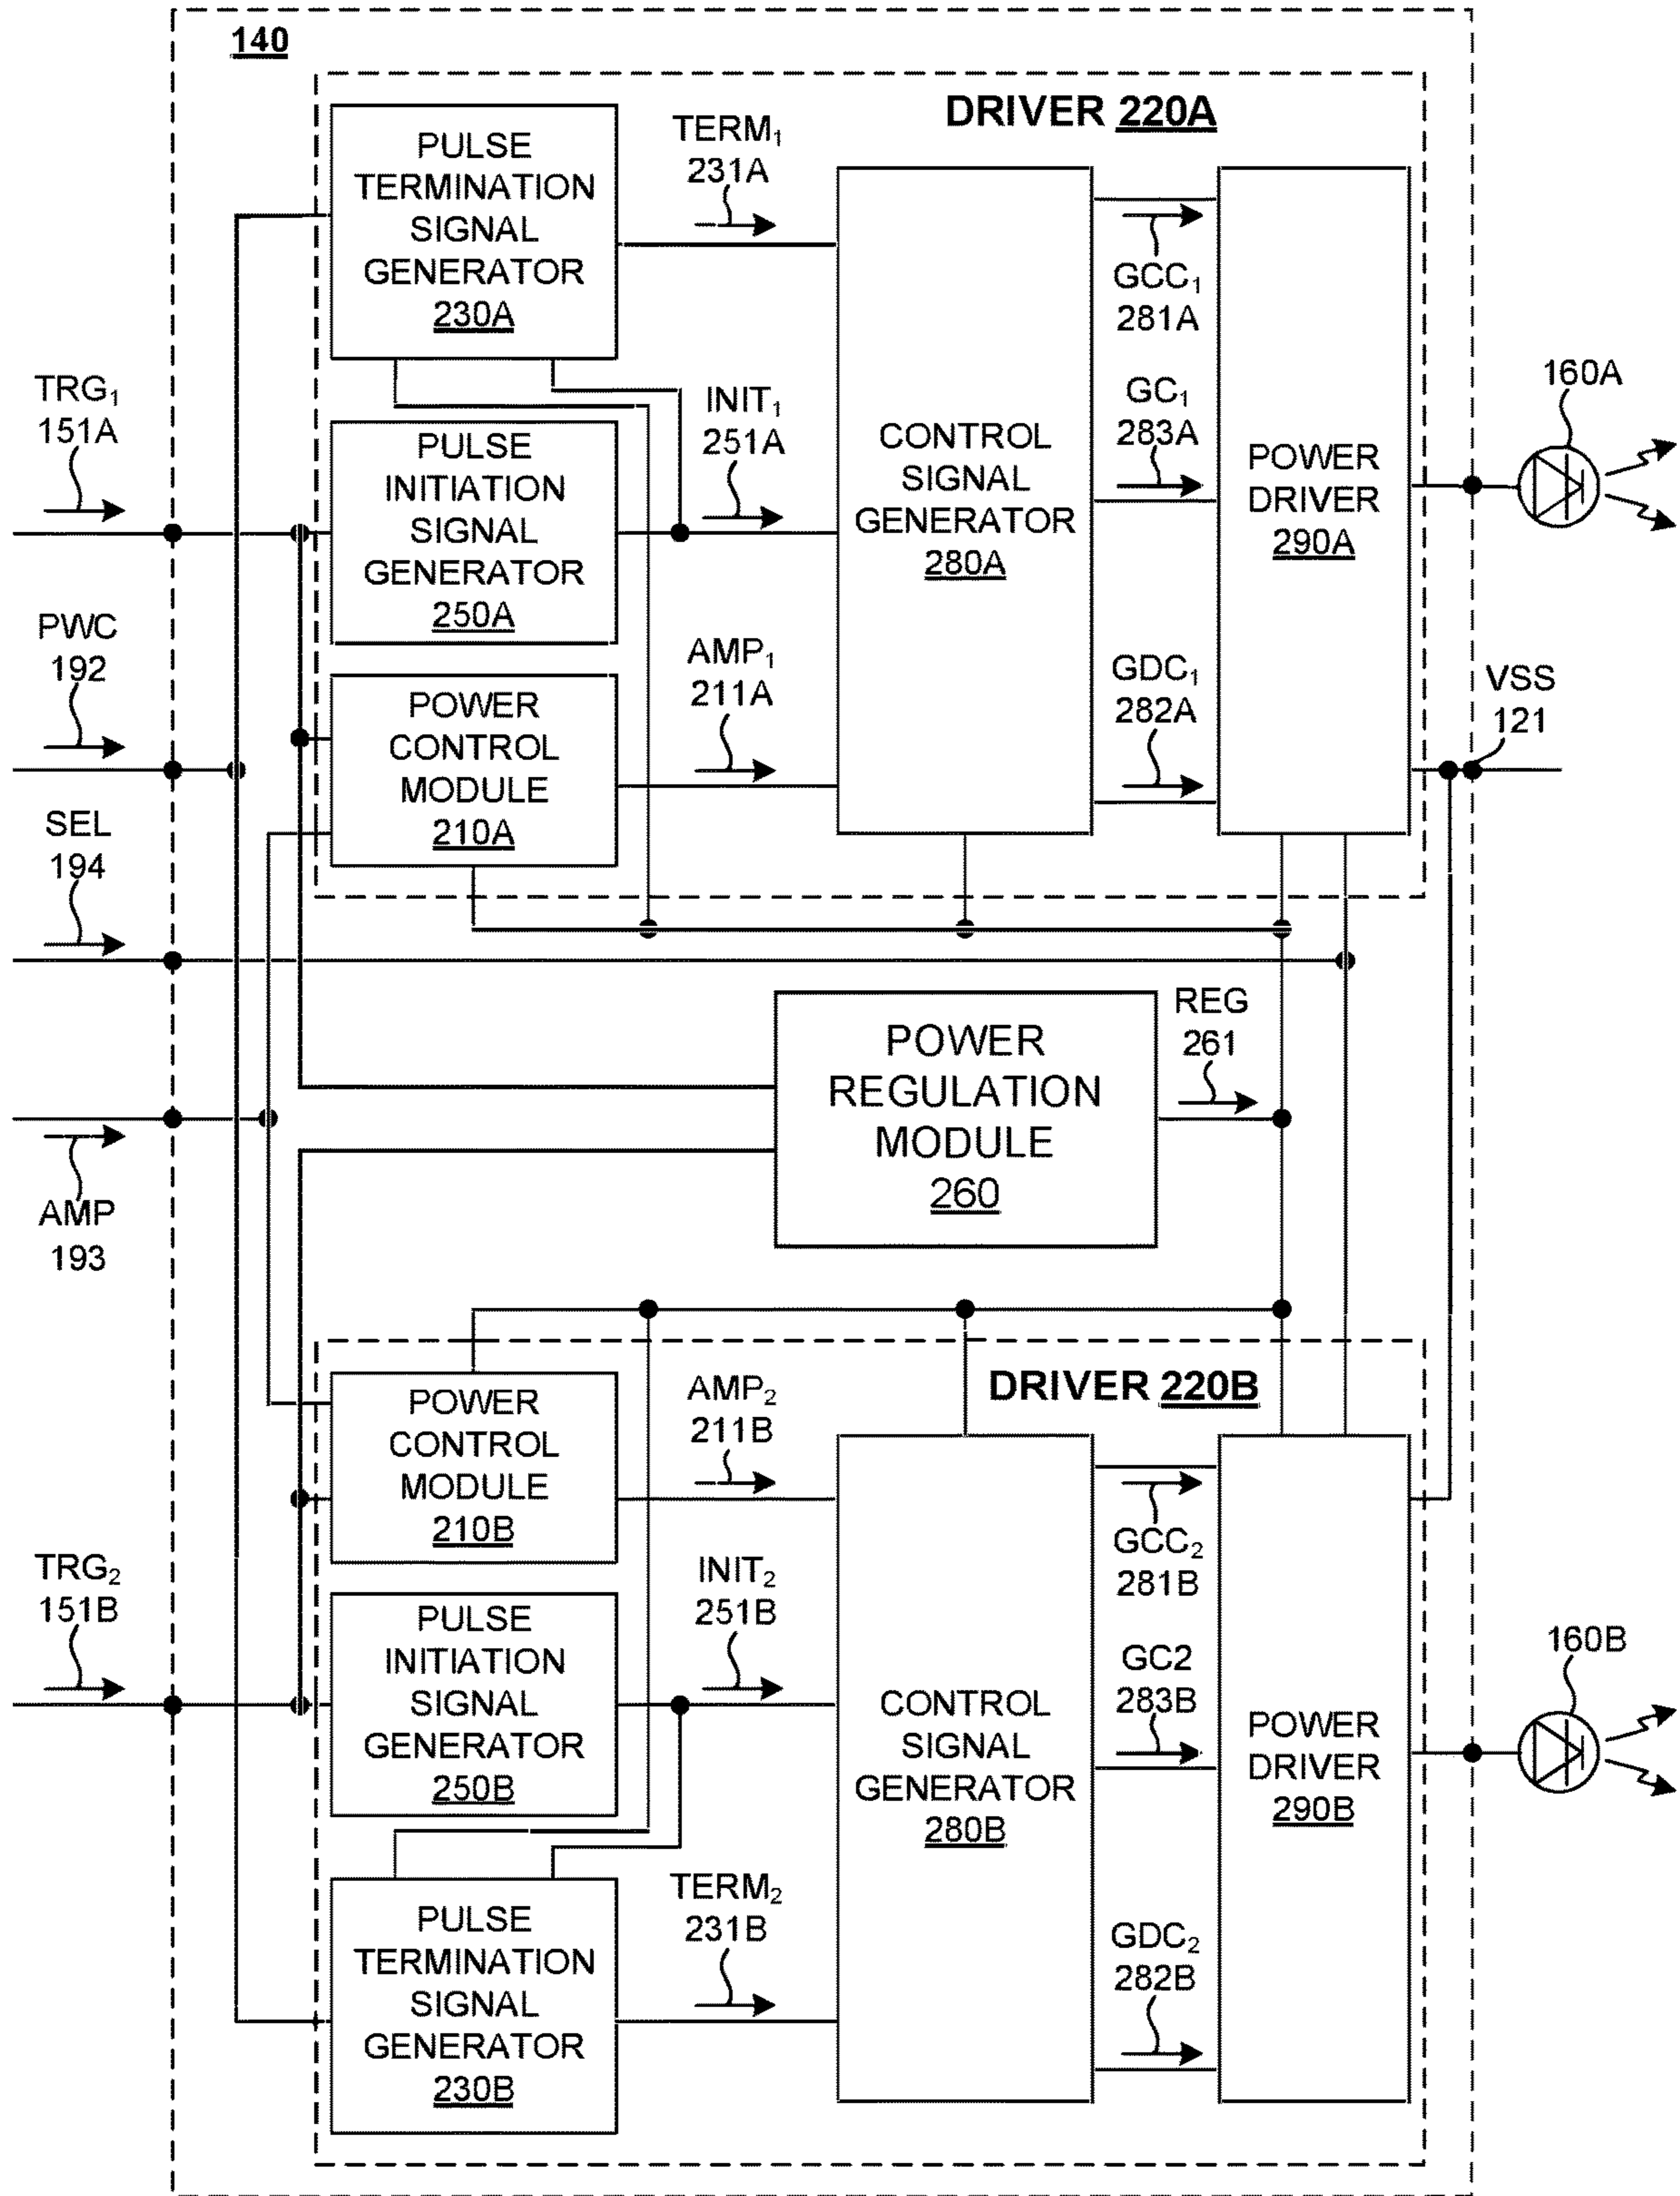 140
DRIVER 220A
PULSE
TERMINATION
SIGNAL
GENERATOR
230A
TERM₁
231A
GCC₁
281A
TRG₁
151A
PULSE
INITIATION
SIGNAL
GENERATOR
250A
INIT₁
251A
CONTROL
SIGNAL
GENERATOR
280A
GC₁
283A
POWER
DRIVER
290A
160A
PWC
192
POWER
CONTROL
MODULE
210A
AMP₁
211A
GDC₁
282A
VSS
121
SEL
194
POWER
REGULATION
MODULE
260
REG
261
AMP
193
DRIVER 220B
POWER
CONTROL
MODULE
210B
AMP₂
211B
GCC₂
281B
TRG₂
151B
PULSE
INITIATION
SIGNAL
GENERATOR
250B
INIT₂
251B
CONTROL
SIGNAL
GENERATOR
280B
GC2
283B
POWER
DRIVER
290B
160B
PULSE
TERMINATION
SIGNAL
GENERATOR
230B
TERM₂
231B
GDC₂
282B